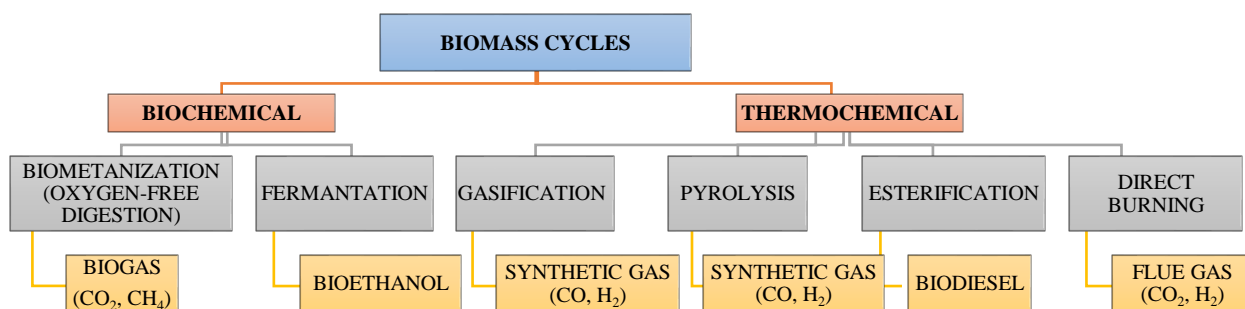 BIOMASS CYCLES
BIOCHEMICAL
THERMOCHEMICAL
BIOMETANIZATION
(OXYGEN-FREE
DIGESTION)
FERMANTATION
GASIFICATION
PYROLYSIS
ESTERIFICATION
DIRECT
BURNING
BIOGAS
(CO₂, CH₄)
BIOETHANOL
SYNTHETIC GAS
(CO, H₂)
SYNTHETIC GAS
(CO, H₂)
BIODIESEL
FLUE GAS
(CO₂, H₂)